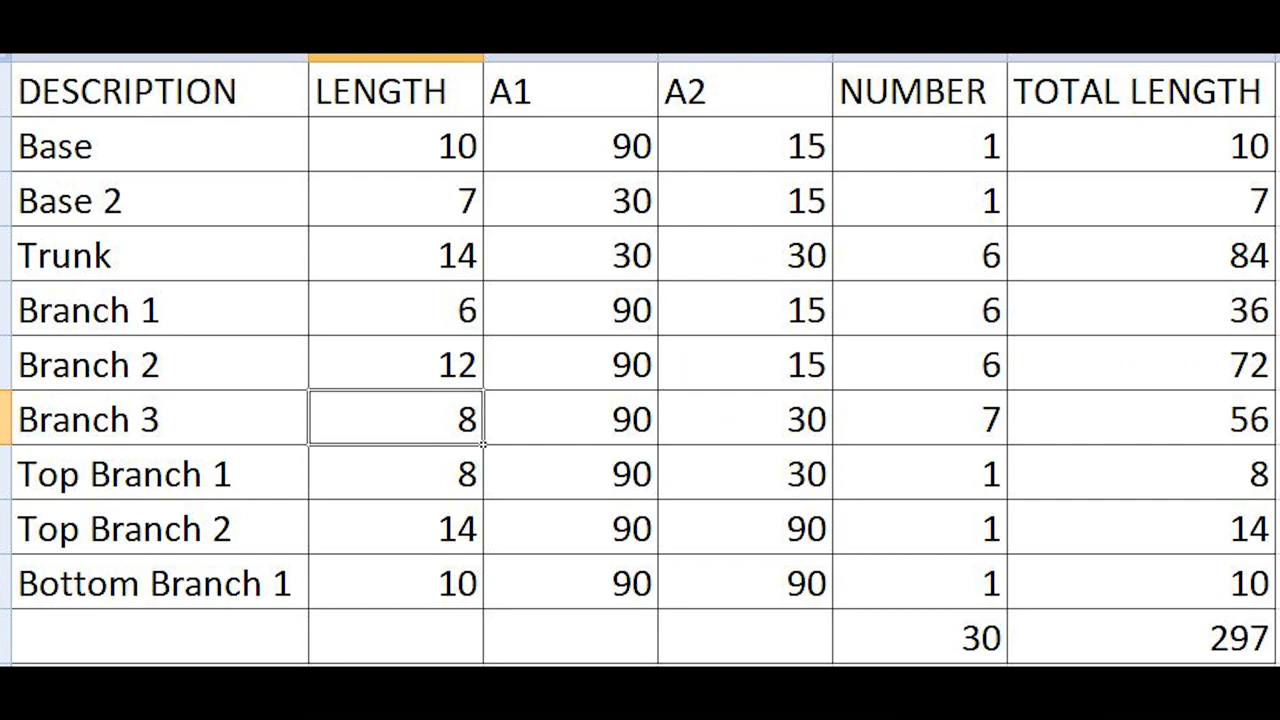 DESCRIPTION LENGTH A1 A2 NUMBER TOTAL LENGTH
Base 10 90 15 1 10
Base 2 7 30 15 1 7
Trunk 14 30 30 6 84
Branch 1 6 90 15 6 36
Branch 2 12 90 15 6 72
Branch 3 8 90 30 7 56
Top Branch 1 8 90 30 1 8
Top Branch 2 14 90 90 1 14
Bottom Branch 1 10 90 90 1 10
30 297